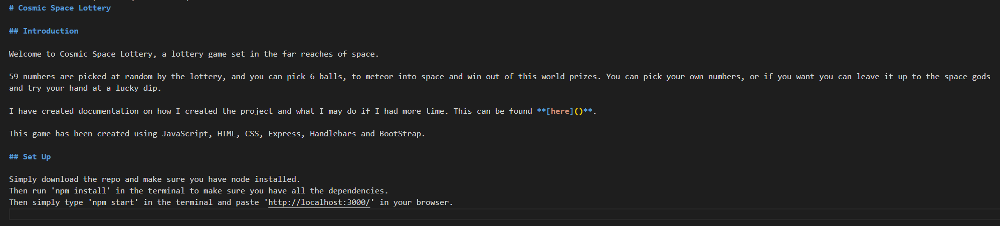 # Cosmic Space Lottery
## Introduction
Welcome to Cosmic Space Lottery, a lottery game set in the far reaches of space.
59 numbers are picked at random by the lottery, and you can pick 6 balls, to meteor into space and win out of this world prizes. You can pick your own numbers, or if you want you can leave it up to the space gods
and try your hand at a lucky dip.
I have created documentation on how I created the project and what I may do if I had more time. This can be found **[here]()**.
This game has been created using JavaScript, HTML, CSS, Express, Handlebars and BootStrap.
## Set Up
Simply download the repo and make sure you have node installed.
Then run 'npm install' in the terminal to make sure you have all the dependencies.
Then simply type 'npm start' in the terminal and paste 'http://localhost:3000/' in your browser.